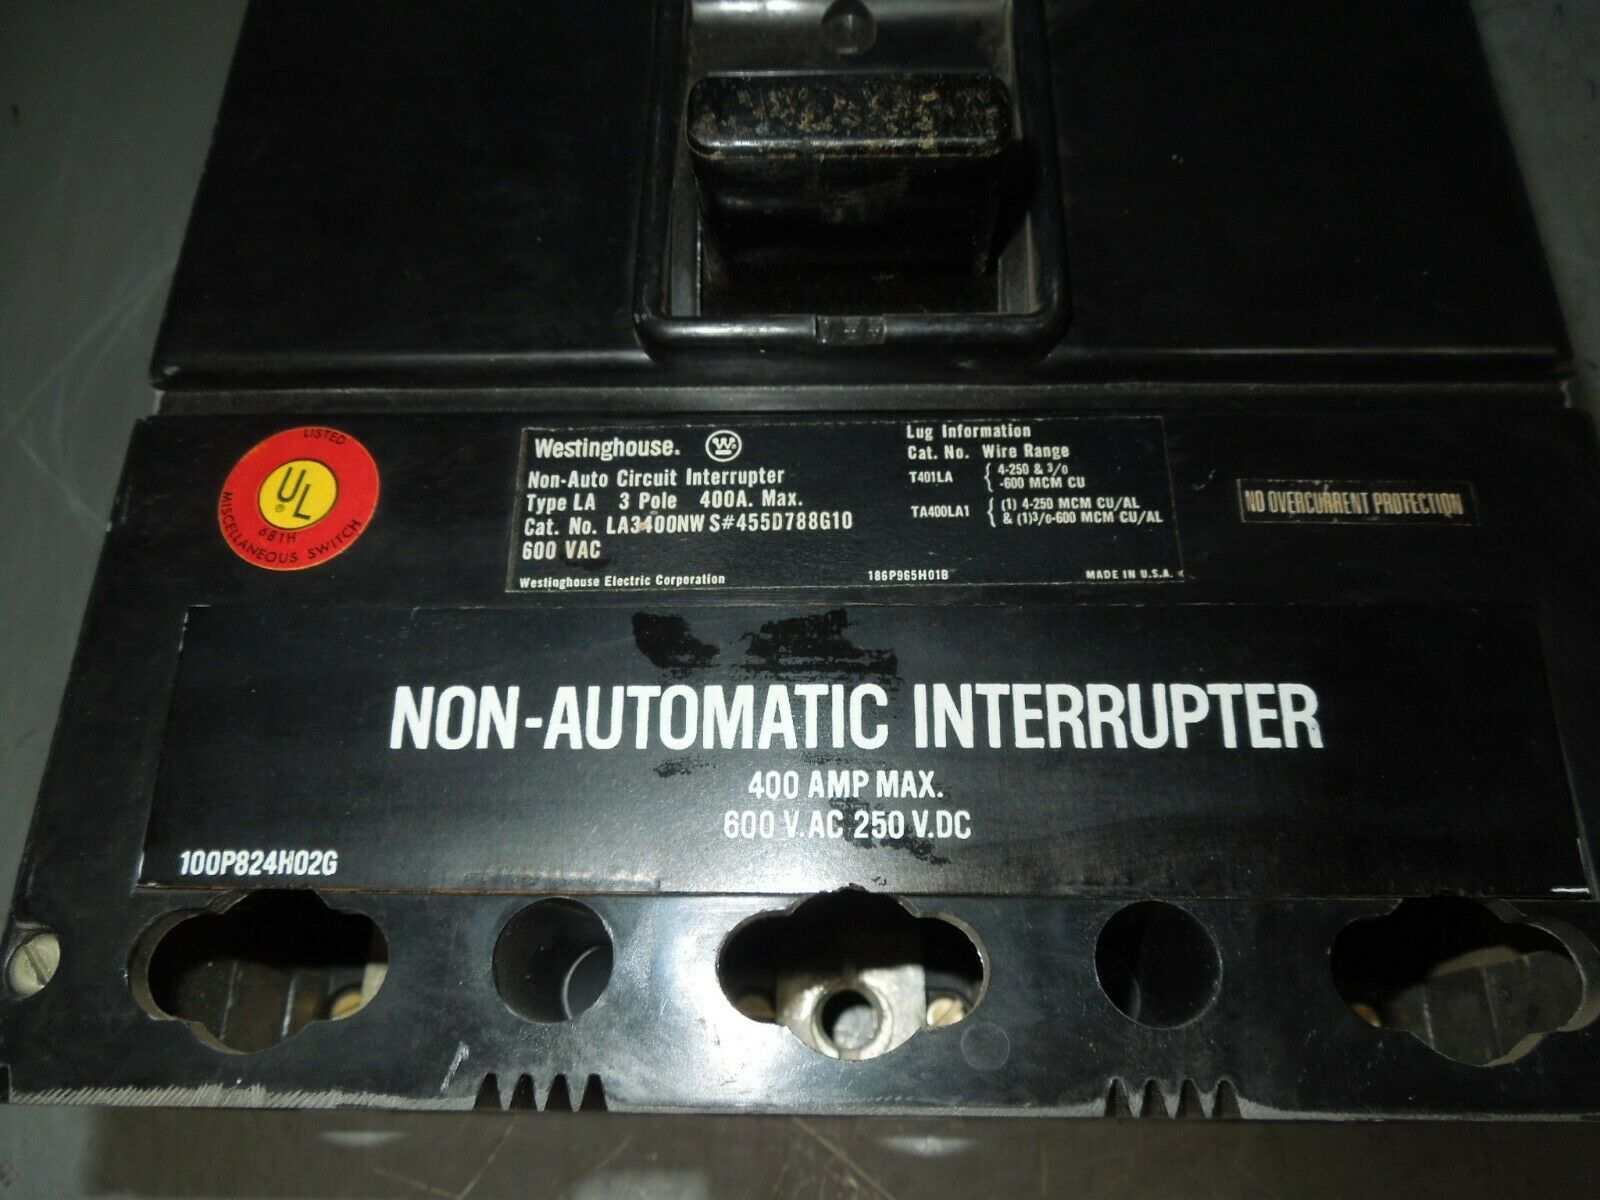 LISTED
UL
681H
MISCELLANEOUS SWITCH
Westinghouse. W
Non-Auto Circuit Interrupter
Type LA 3 Pole 400A. Max.
Cat. No. LA3400NW S#455D788G10
600 VAC
Westinghouse Electric Corporation
186P965H01B
MADE IN U.S.A.
Lug Information
Cat. No. Wire Range
T401LA { 4-250 & 3/0
-600 MCM CU
TA400LA1 { (1) 4-250 MCM CU/AL
& (1)3/0-600 MCM CU/AL
NO OVERCURRENT PROTECTION
NON-AUTOMATIC INTERRUPTER
400 AMP MAX.
600 V.AC 250 V.DC
100P824H02G